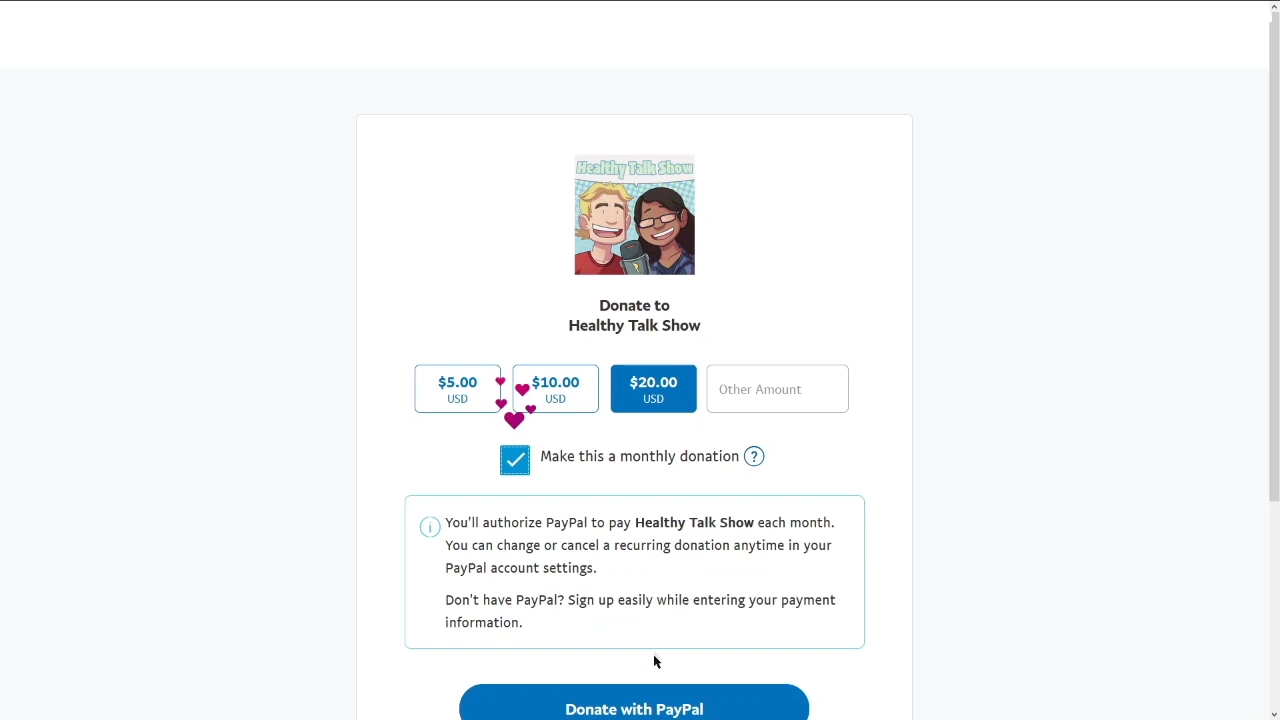 Healthy Talk Show
Donate to
Healthy Talk Show
$5.00
USD
$10.00
USD
$20.00
USD
Other Amount
Make this a monthly donation ?
You'll authorize PayPal to pay Healthy Talk Show each month.
You can change or cancel a recurring donation anytime in your
PayPal account settings.
Don't have PayPal? Sign up easily while entering your payment
information.
Donate with PayPal